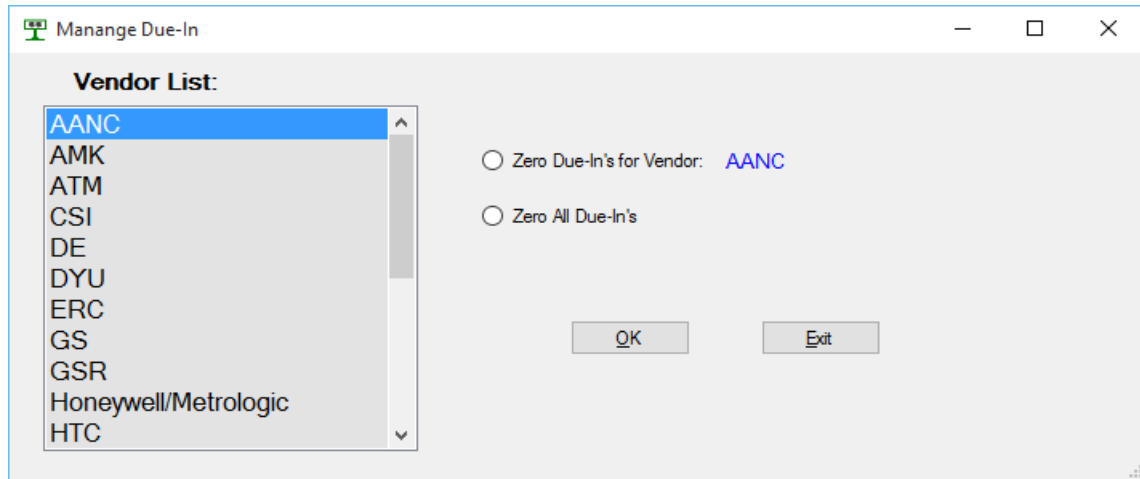 Manange Due-In
Vendor List:
AANC
AMK
ATM
CSI
DE
DYU
ERC
GS
GSR
Honeywell/Metrologic
HTC
Zero Due-In's for Vendor: AANC
Zero All Due-In's
OK
Exit